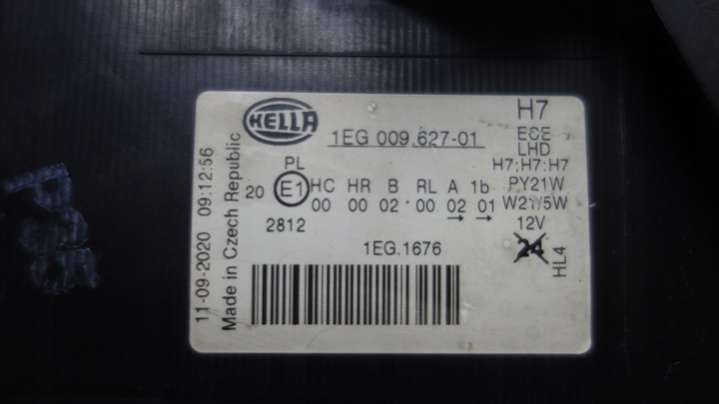 HELLA
1EG 009.627-01
H7
ECE
LHD
H7;H7;H7
PY21W
W21W5W
12V
24
HL4
PL
20 E1 HC HR B RL A 1b
00 00 02 00 02 01
→ →
2812
1EG.1676
11-09-2020 09:12:56
Made in Czech Republic